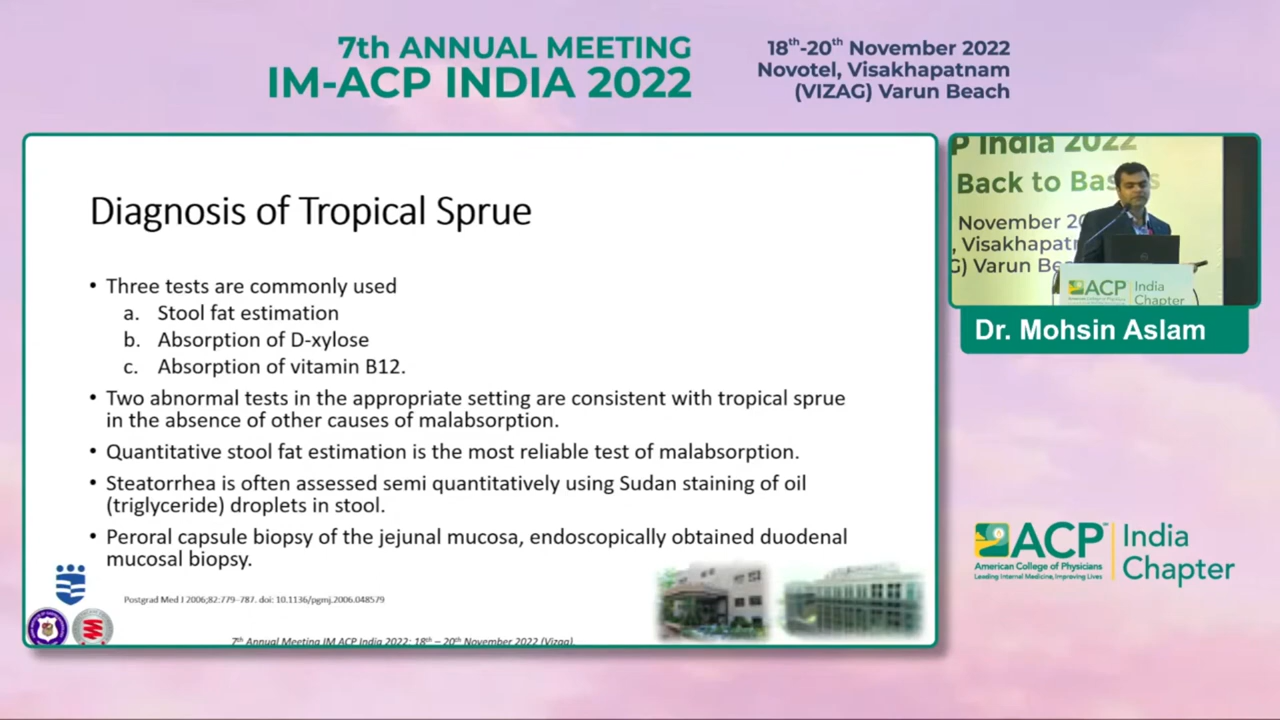 7th ANNUAL MEETING
IM-ACP INDIA 2022
18th-20th November 2022
Novotel, Visakhapatnam
(VIZAG) Varun Beach
Diagnosis of Tropical Sprue
• Three tests are commonly used
a. Stool fat estimation
b. Absorption of D-xylose
c. Absorption of vitamin B12.
• Two abnormal tests in the appropriate setting are consistent with tropical sprue
in the absence of other causes of malabsorption.
• Quantitative stool fat estimation is the most reliable test of malabsorption.
• Steatorrhea is often assessed semi quantitatively using Sudan staining of oil
(triglyceride) droplets in stool.
• Peroral capsule biopsy of the jejunal mucosa, endoscopically obtained duodenal
mucosal biopsy.
Postgrad Med J 2006;82:779–787. doi: 10.1136/pgmj.2006.048579
7th Annual Meeting IM ACP India 2022: 18th – 20th November 2022 (Vizag).
P India 2022
Back to Bas s
November 20
, Visakhapatn
G) Varun Be
ACP India
Chapter
Dr. Mohsin Aslam
ACP India
Chapter
American College of Physicians
Leading Internal Medicine, Improving Lives